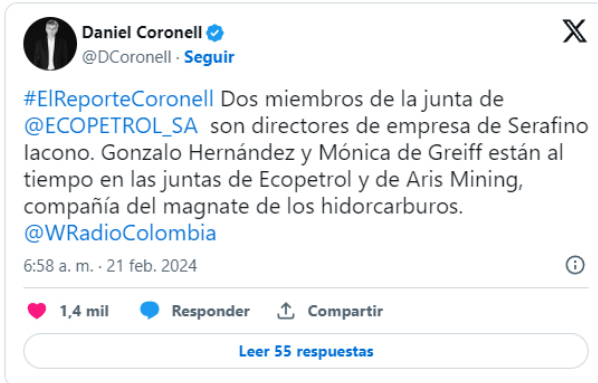 Daniel Coronell
@DCoronell · Seguir
#ElReporteCoronell Dos miembros de la junta de
@ECOPETROL_SA son directores de empresa de Serafino
Iacono. Gonzalo Hernández y Mónica de Greiff están al
tiempo en las juntas de Ecopetrol y de Aris Mining,
compañía del magnate de los hidorcarburos.
@WRadioColombia
6:58 a. m. · 21 feb. 2024
1,4 mil Responder Compartir
Leer 55 respuestas